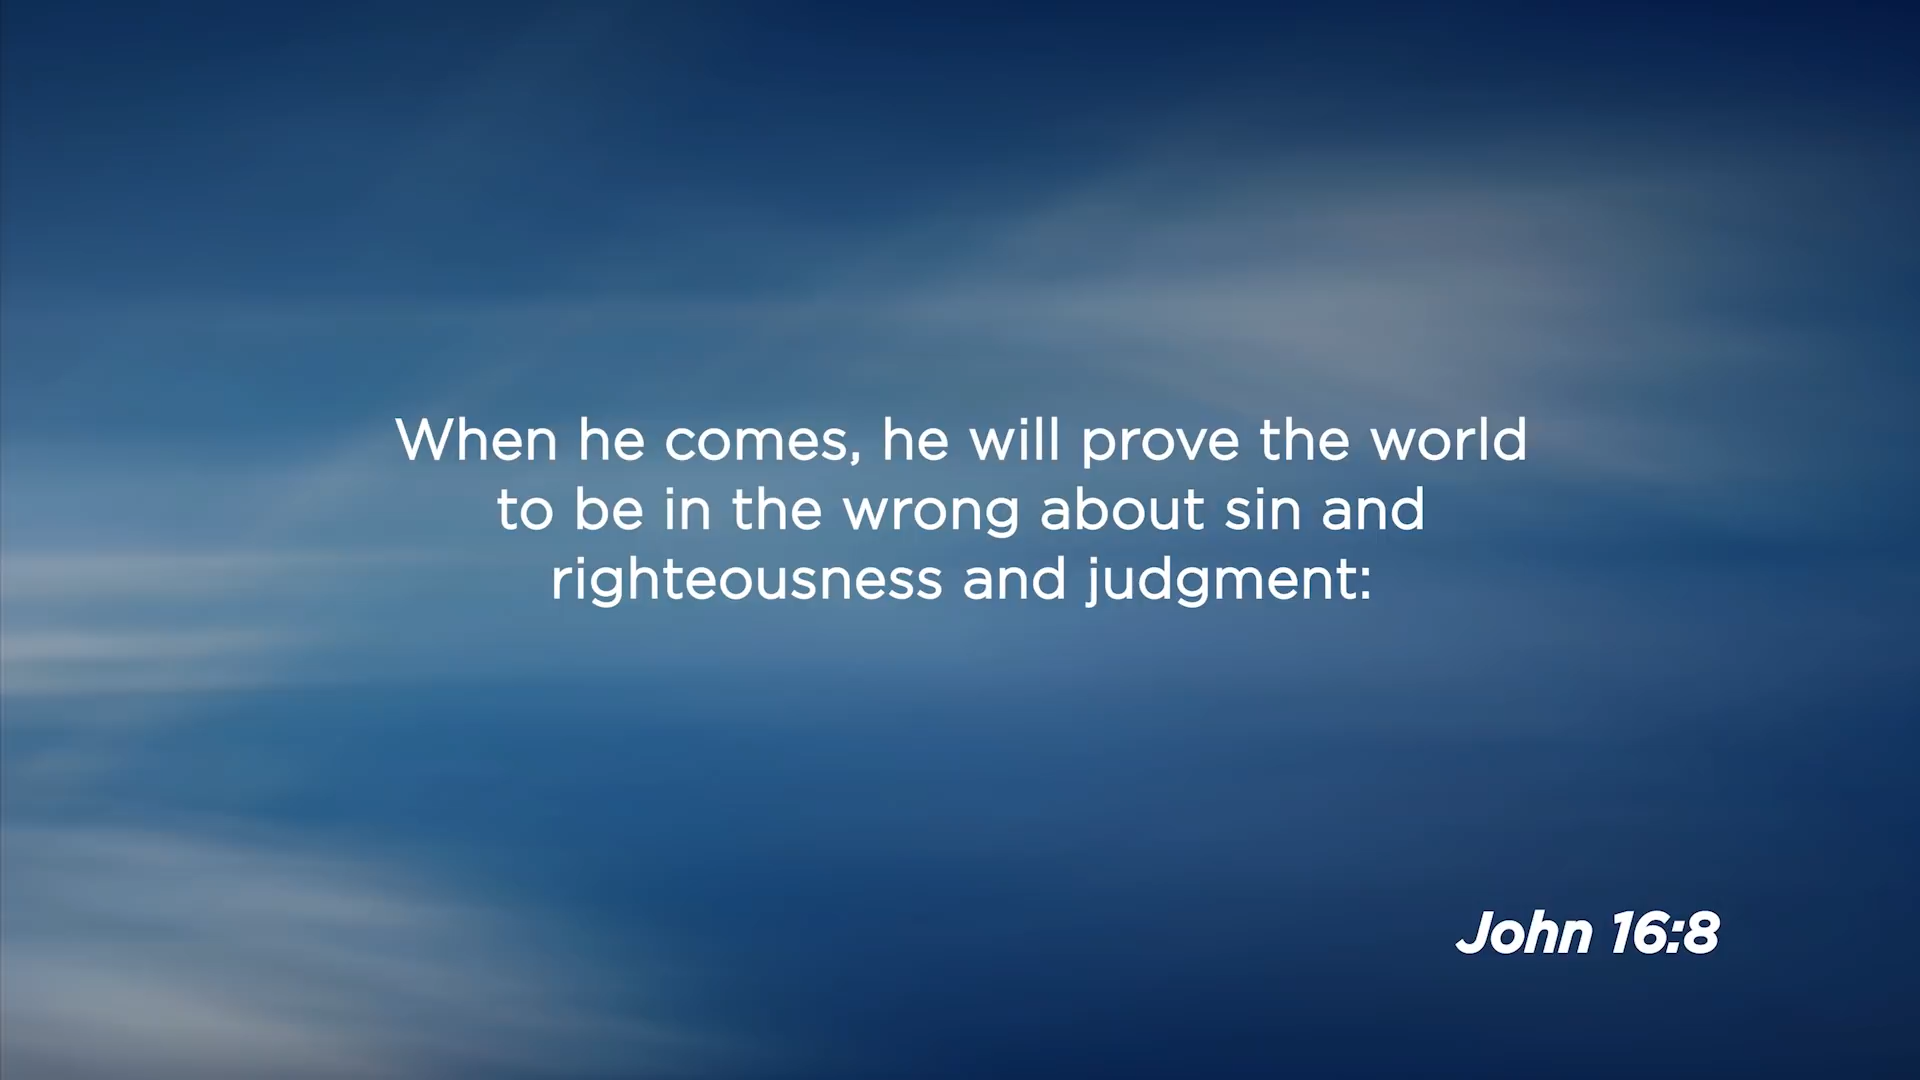 When he comes, he will prove the world
to be in the wrong about sin and
righteousness and judgment:
John 16:8